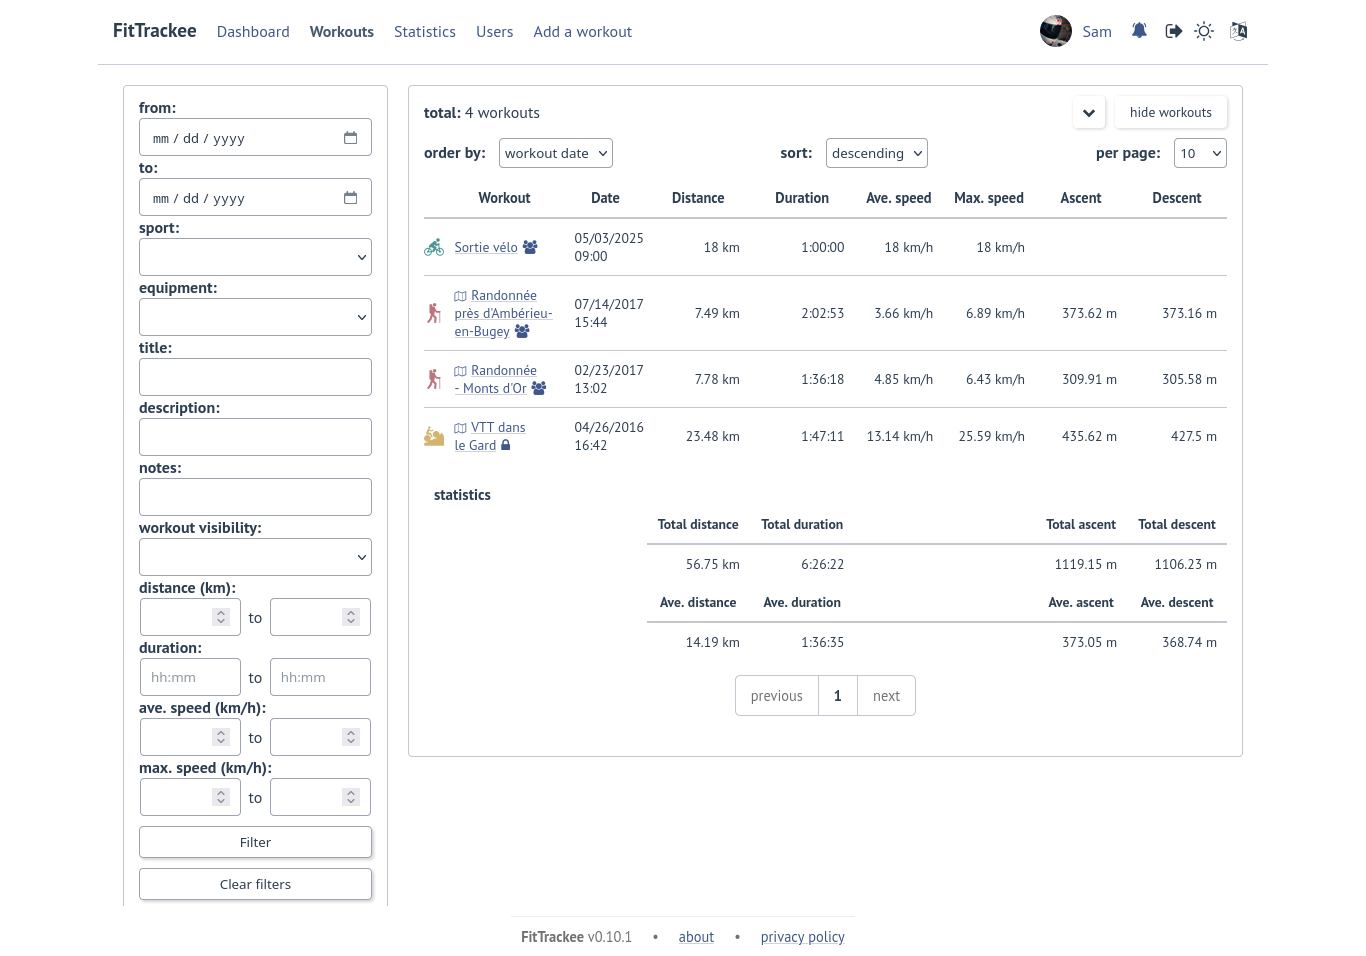 FitTrackee Dashboard Workouts Statistics Users Add a workout Sam
from:
mm / dd / yyyy
to:
mm / dd / yyyy
sport:
equipment:
title:
description:
notes:
workout visibility:
distance (km):
to
duration:
hh:mm to hh:mm
ave. speed (km/h):
to
max. speed (km/h):
to
Filter
Clear filters
total: 4 workouts hide workouts
order by: workout date sort: descending per page: 10
Workout Date Distance Duration Ave. speed Max. speed Ascent Descent
Sortie vélo 05/03/2025 09:00 18 km 1:00:00 18 km/h 18 km/h
Randonnée près d'Ambérieu-en-Bugey 07/14/2017 15:44 7.49 km 2:02:53 3.66 km/h 6.89 km/h 373.62 m 373.16 m
Randonnée - Monts d'Or 02/23/2017 13:02 7.78 km 1:36:18 4.85 km/h 6.43 km/h 309.91 m 305.58 m
VTT dans le Gard 04/26/2016 16:42 23.48 km 1:47:11 13.14 km/h 25.59 km/h 435.62 m 427.5 m
statistics
Total distance Total duration Total ascent Total descent
56.75 km 6:26:22 1119.15 m 1106.23 m
Ave. distance Ave. duration Ave. ascent Ave. descent
14.19 km 1:36:35 373.05 m 368.74 m
previous 1 next
FitTrackee v0.10.1 • about • privacy policy